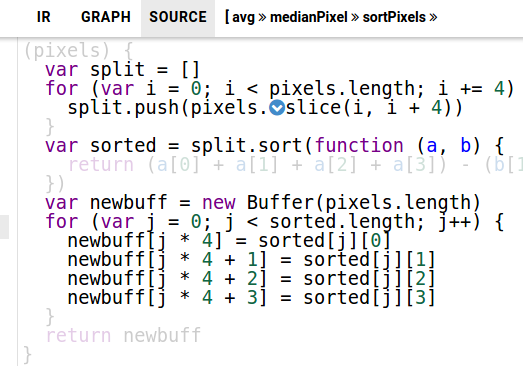 IR GRAPH SOURCE [ avg » medianPixel » sortPixels »
(pixels) {
var split = []
for (var i = 0; i < pixels.length; i += 4)
split.push(pixels.slice(i, i + 4))
}
var sorted = split.sort(function (a, b) {
return (a[0] + a[1] + a[2] + a[3]) - (b[1
})
var newbuff = new Buffer(pixels.length)
for (var j = 0; j < sorted.length; j++) {
newbuff[j * 4] = sorted[j][0]
newbuff[j * 4 + 1] = sorted[j][1]
newbuff[j * 4 + 2] = sorted[j][2]
newbuff[j * 4 + 3] = sorted[j][3]
}
return newbuff
}